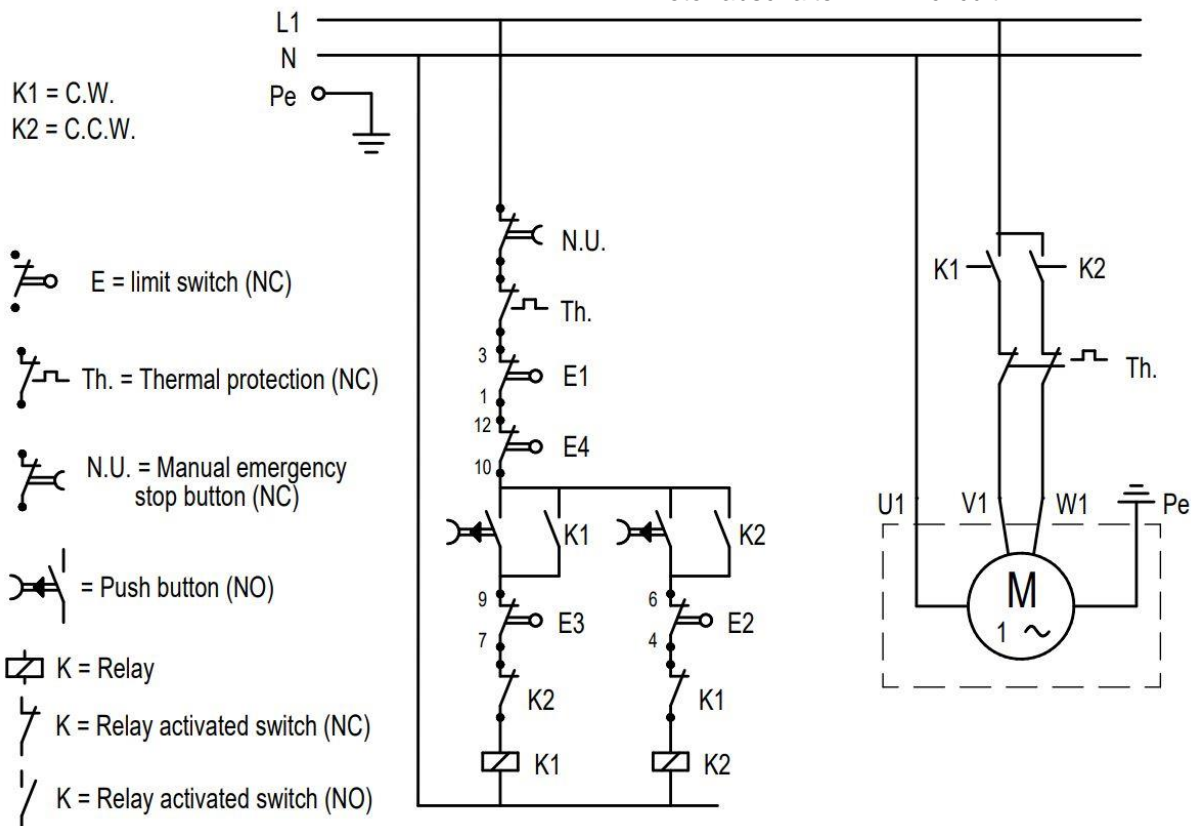 L1
N
Pe
K1 = C.W.
K2 = C.C.W.
E = limit switch (NC)
Th. = Thermal protection (NC)
N.U. = Manual emergency
stop button (NC)
= Push button (NO)
K = Relay
K = Relay activated switch (NC)
K = Relay activated switch (NO)
N.U.
Th.
3
E1
1
12
E4
10
K1
K2
9
E3
7
K2
K1
6
E2
4
K1
K2
K1
K2
Th.
U1
V1
W1
Pe
M
1 ~